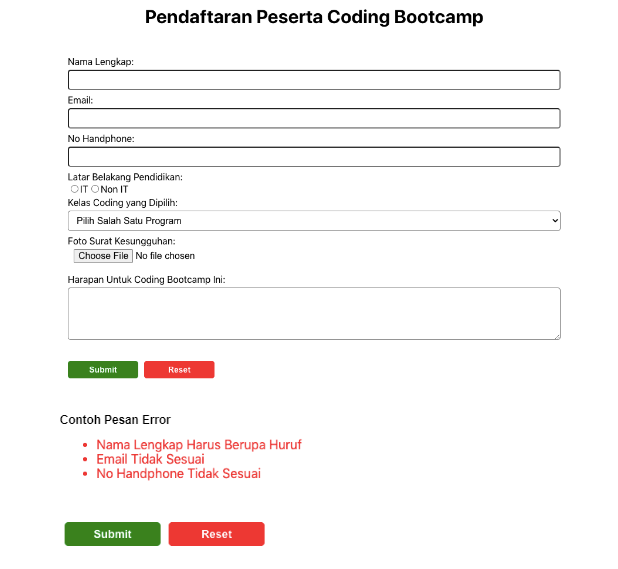 Pendaftaran Peserta Coding Bootcamp
Nama Lengkap:
Email:
No Handphone:
Latar Belakang Pendidikan:
IT Non IT
Kelas Coding yang Dipilih:
Pilih Salah Satu Program
Foto Surat Kesungguhan:
Choose File No file chosen
Harapan Untuk Coding Bootcamp Ini:
Submit Reset
Contoh Pesan Error
• Nama Lengkap Harus Berupa Huruf
• Email Tidak Sesuai
• No Handphone Tidak Sesuai
Submit Reset